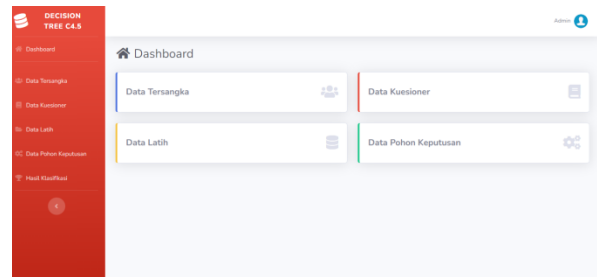 DECISION
TREE C4.5
Admin
Dashboard
Data Tersangka
Data Kuesioner
Data Latih
Data Pohon Keputusan
Hasil Klasifikasi
Dashboard
Data Tersangka
Data Kuesioner
Data Latih
Data Pohon Keputusan